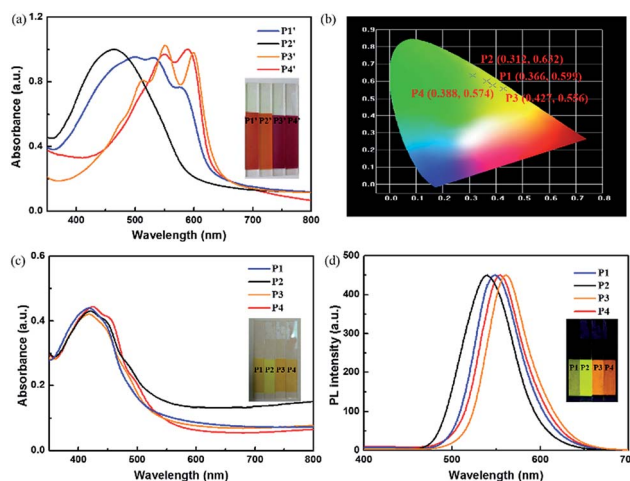 (a)
1.2
0.8
0.4
0.0
Absorbance (a.u.)
400 500 600 700 800
Wavelength (nm)
P1'
P2'
P3'
P4'
(b)
0.9
0.8
0.7
0.6
0.5
0.4
0.3
0.2
0.1
0.0
0.0 0.1 0.2 0.3 0.4 0.5 0.6 0.7 0.8
P2 (0.312, 0.632)
P1 (0.366, 0.599)
P4 (0.388, 0.574)
P3 (0.427, 0.556)
(c)
0.6
0.4
0.2
0.0
Absorbance (a.u.)
400 500 600 700 800
Wavelength (nm)
P1
P2
P3
P4
P1 P2 P3 P4
(d)
450
400
300
200
100
0
PL intensity (a.u.)
400 500 600 700
Wavelength (nm)
P1
P2
P3
P4
P1 P2 P3 P4